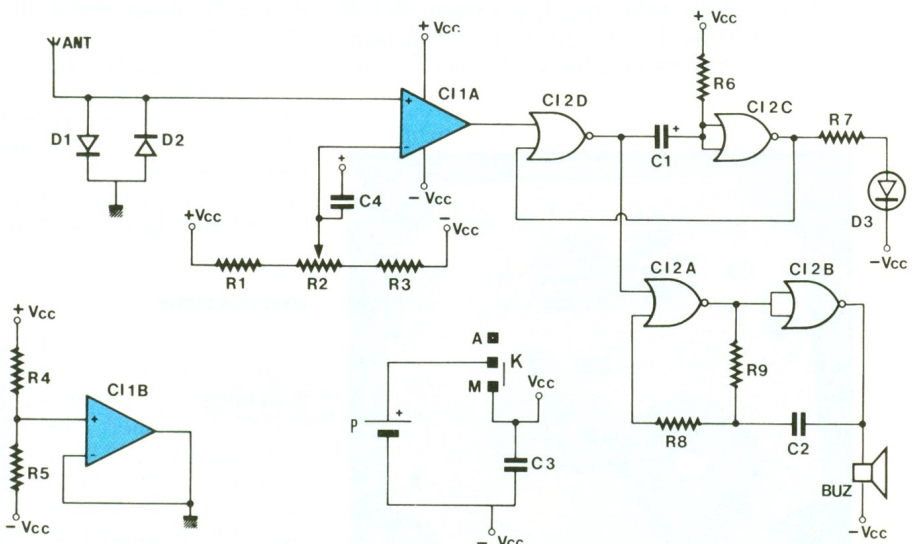 ANT
+ Vcc
CI1A
CI2D
+ Vcc
R6
CI2C
R7
D1
D2
+
-
C1
+
D3
- Vcc
- Vcc
+
C4
+Vcc
- Vcc
R1
R2
R3
CI2A
CI2B
+ Vcc
R4
CI1B
+
-
R5
- Vcc
A
K
M
Vcc
P
+
C3
- Vcc
R9
R8
C2
BUZ
- Vcc